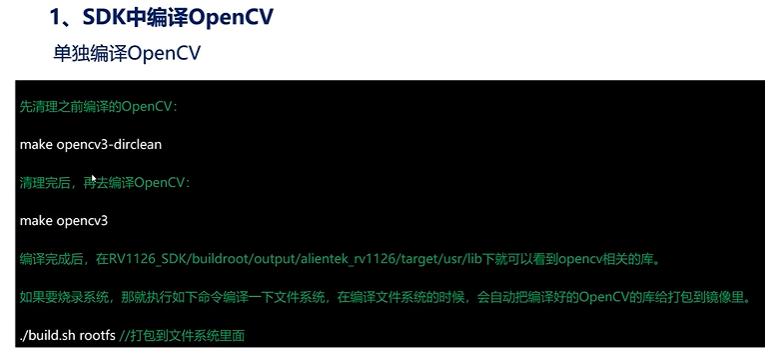 1、SDK中编译OpenCV
单独编译OpenCV
先清理之前编译的OpenCV：
make opencv3-dirclean
清理完后，再去编译OpenCV：
make opencv3
编译完成后，在RV1126_SDK/buildroot/output/alientek_rv1126/target/usr/lib下就可以看到opencv相关的库。
如果要烧录系统，那就执行如下命令编译一下文件系统，在编译文件系统的时候，会自动把编译好的OpenCV的库给打包到镜像里。
./build.sh rootfs //打包到文件系统里面